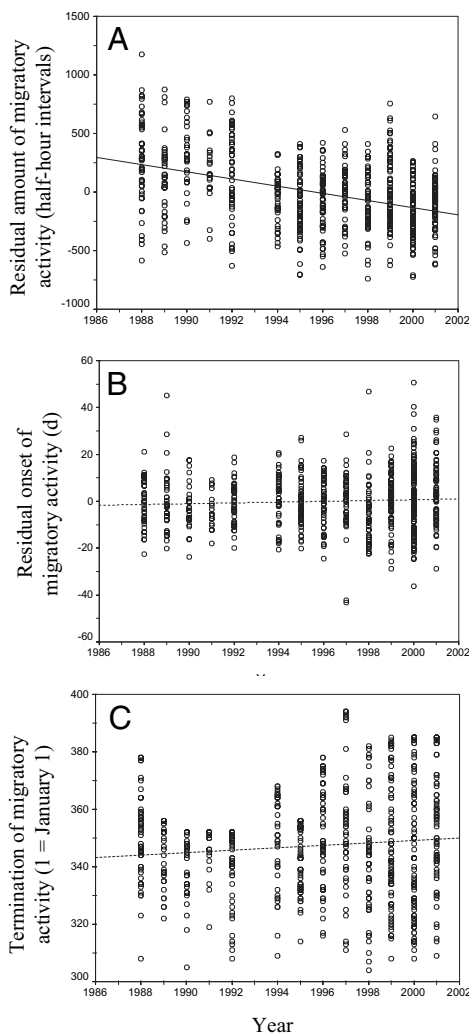 A
Residual amount of migratory
activity (half-hour intervals)
1500
1000
500
0
-500
-1000
1986 1988 1990 1992 1994 1996 1998 2000 2002
B
Residual onset of
migratory activity (d)
60
40
20
0
-20
-40
-60
1986 1988 1990 1992 1994 1996 1998 2000 2002
C
Termination of migratory
activity (1 = January 1)
400
380
360
340
320
300
1986 1988 1990 1992 1994 1996 1998 2000 2002
Year